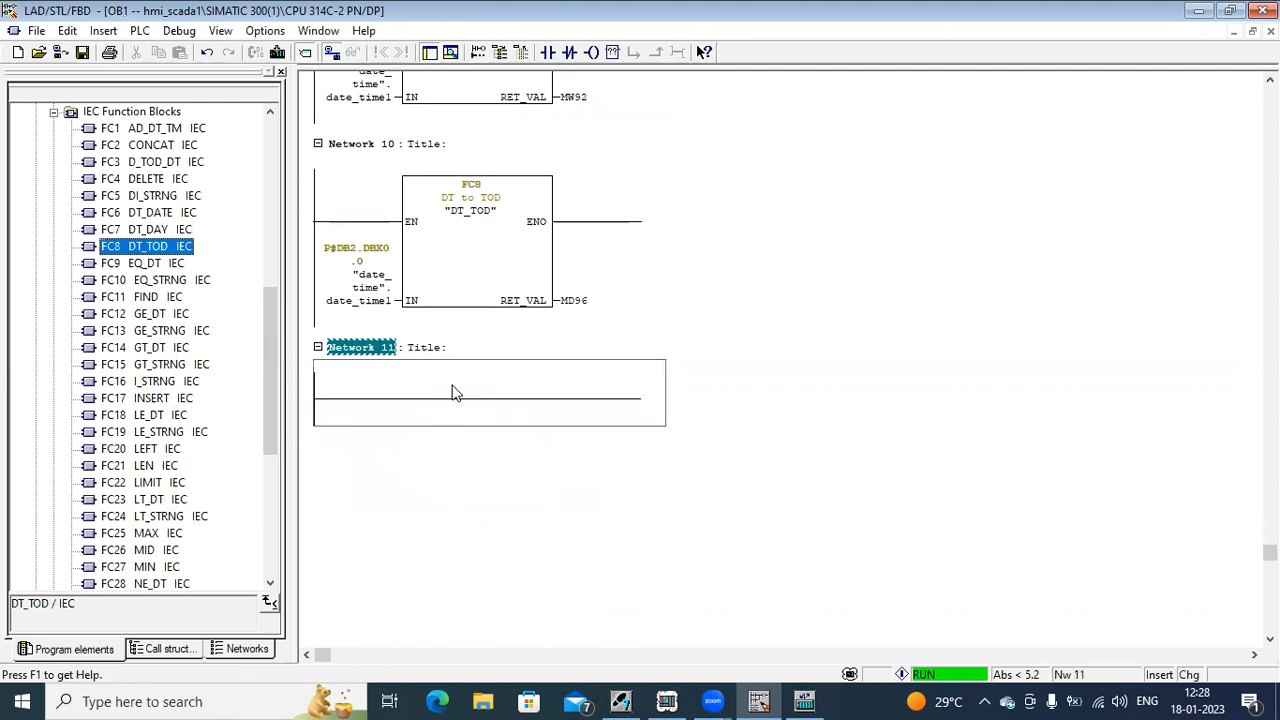 LAD/STL/FBD - [OB1 -- hmi_scada1\SIMATIC 300(1)\CPU 314C-2 PN/DP]
File Edit Insert PLC Debug View Options Window Help
IEC Function Blocks
FC1 AD_DT_TM IEC
FC2 CONCAT IEC
FC3 D_TOD_DT IEC
FC4 DELETE IEC
FC5 DI_STRNG IEC
FC6 DT_DATE IEC
FC7 DT_DAY IEC
FC8 DT_TOD IEC
FC9 EQ_DT IEC
FC10 EQ_STRNG IEC
FC11 FIND IEC
FC12 GE_DT IEC
FC13 GE_STRNG IEC
FC14 GT_DT IEC
FC15 GT_STRNG IEC
FC16 I_STRNG IEC
FC17 INSERT IEC
FC18 LE_DT IEC
FC19 LE_STRNG IEC
FC20 LEFT IEC
FC21 LEN IEC
FC22 LIMIT IEC
FC23 LT_DT IEC
FC24 LT_STRNG IEC
FC25 MAX IEC
FC26 MID IEC
FC27 MIN IEC
FC28 NE_DT IEC
DT_TOD / IEC
Program elements Call struct... Networks
date_
time".
date_time1 IN RET_VAL MW92
Network 10 : Title:
FC8
DT to TOD
"DT_TOD"
EN ENO
P#DB2.DBX0
.0
"date_
time".
date_time1 IN RET_VAL MD96
Network 11 : Title:
Press F1 to get Help. RUN Abs < 5.2 Nw 11 Insert Chg
Type here to search 7 29°C ENG 12:28
18-01-2023 1